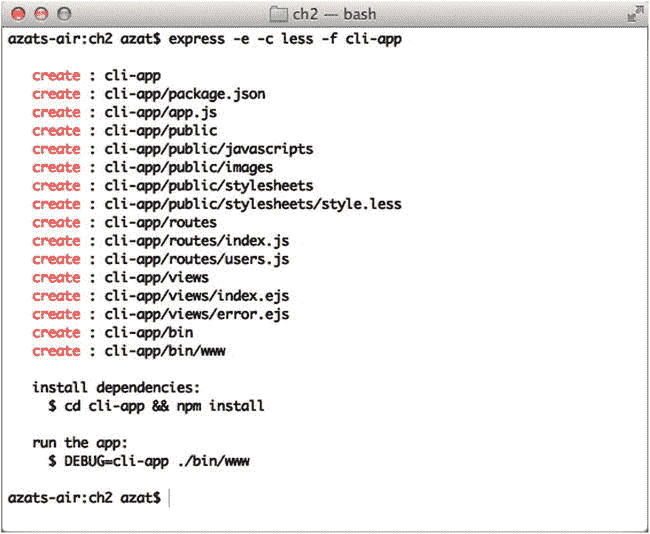 ch2 — bash
azats-air:ch2 azat$ express -e -c less -f cli-app
create : cli-app
create : cli-app/package.json
create : cli-app/app.js
create : cli-app/public
create : cli-app/public/javascripts
create : cli-app/public/images
create : cli-app/public/stylesheets
create : cli-app/public/stylesheets/style.less
create : cli-app/routes
create : cli-app/routes/index.js
create : cli-app/routes/users.js
create : cli-app/views
create : cli-app/views/index.ejs
create : cli-app/views/error.ejs
create : cli-app/bin
create : cli-app/bin/www
install dependencies:
$ cd cli-app && npm install
run the app:
$ DEBUG=cli-app ./bin/www
azats-air:ch2 azat$